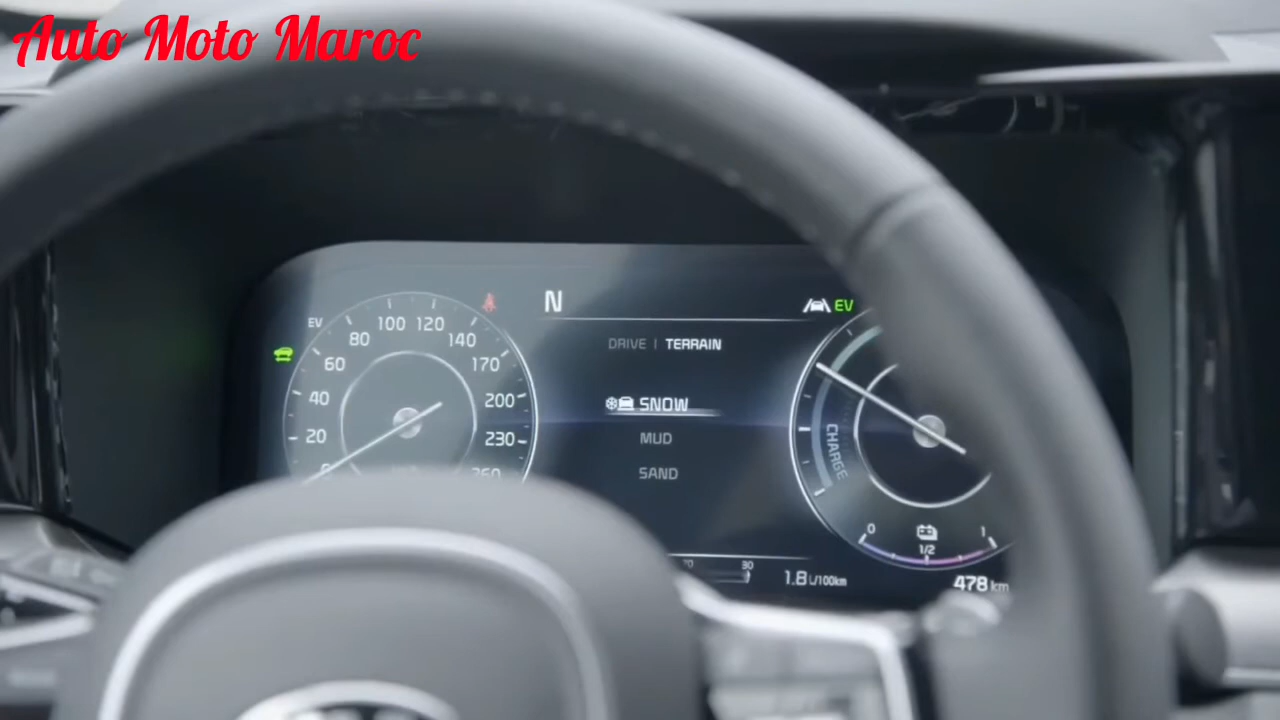 Auto Moto Maroc
N
EV
EV
DRIVE | TERRAIN
SNOW
MUD
SAND
20
40
60
80
100
120
140
170
200
230
260
CHARGE
0
1/2
1
30
1.8 L/100km
478 km